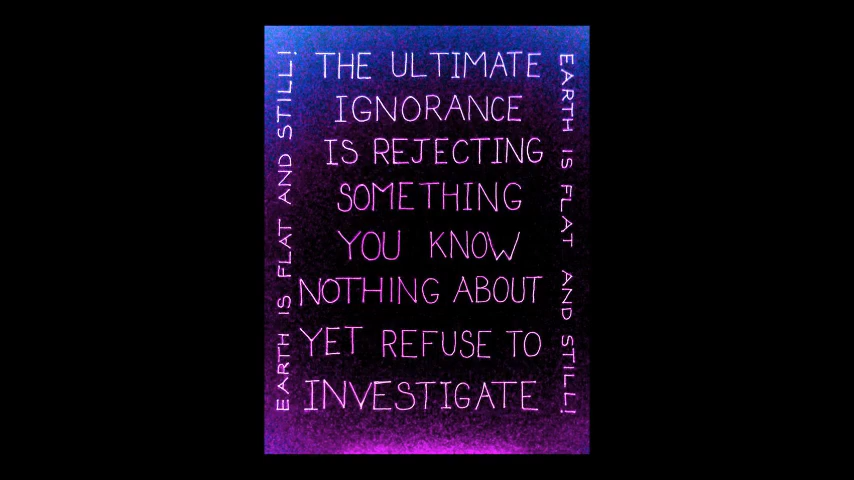 EARTH IS FLAT AND STILL!
THE ULTIMATE
IGNORANCE
IS REJECTING
SOMETHING
YOU KNOW
NOTHING ABOUT
YET REFUSE TO
INVESTIGATE
EARTH IS FLAT AND STILL!